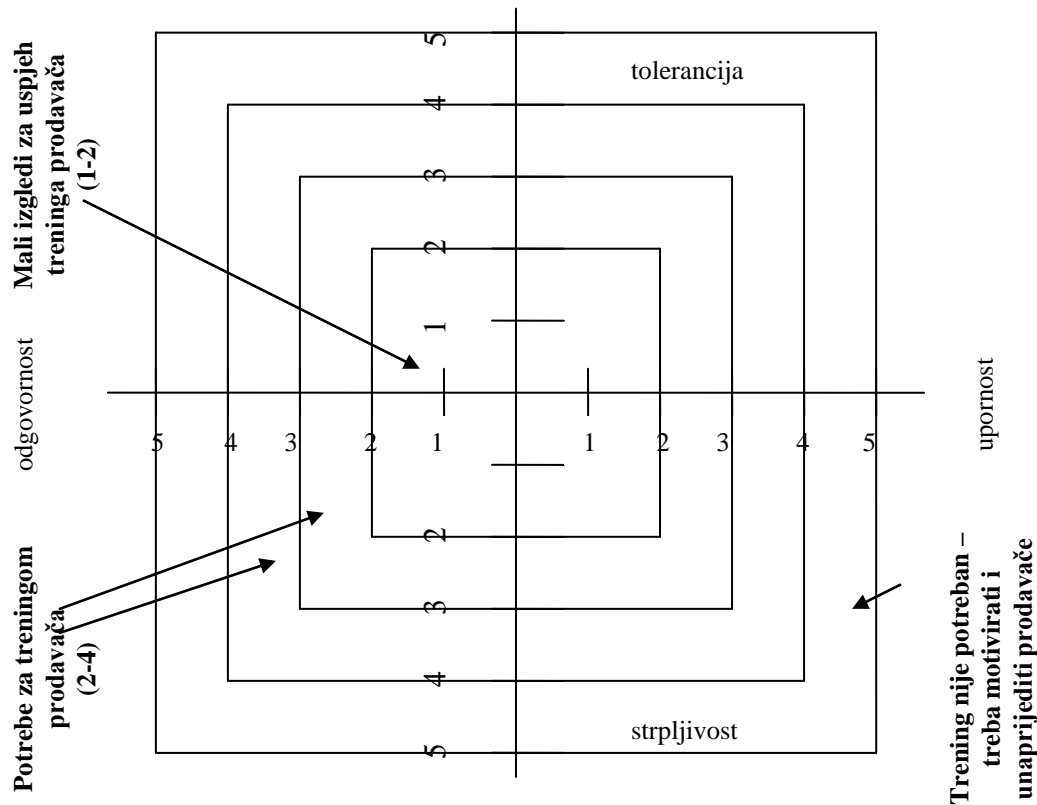 Mali izgledi za uspjeh
treninga prodavača
(1-2)
odgovornost
Potrebe za treningom
prodavača
(2-4)
tolerancija
5
4
3
2
1
5 4 3 2 1 1 2 3 4 5
2
3
4
5
strpljivost
upornost
Trening nije potreban –
treba motivirati i
unaprijediti prodavače